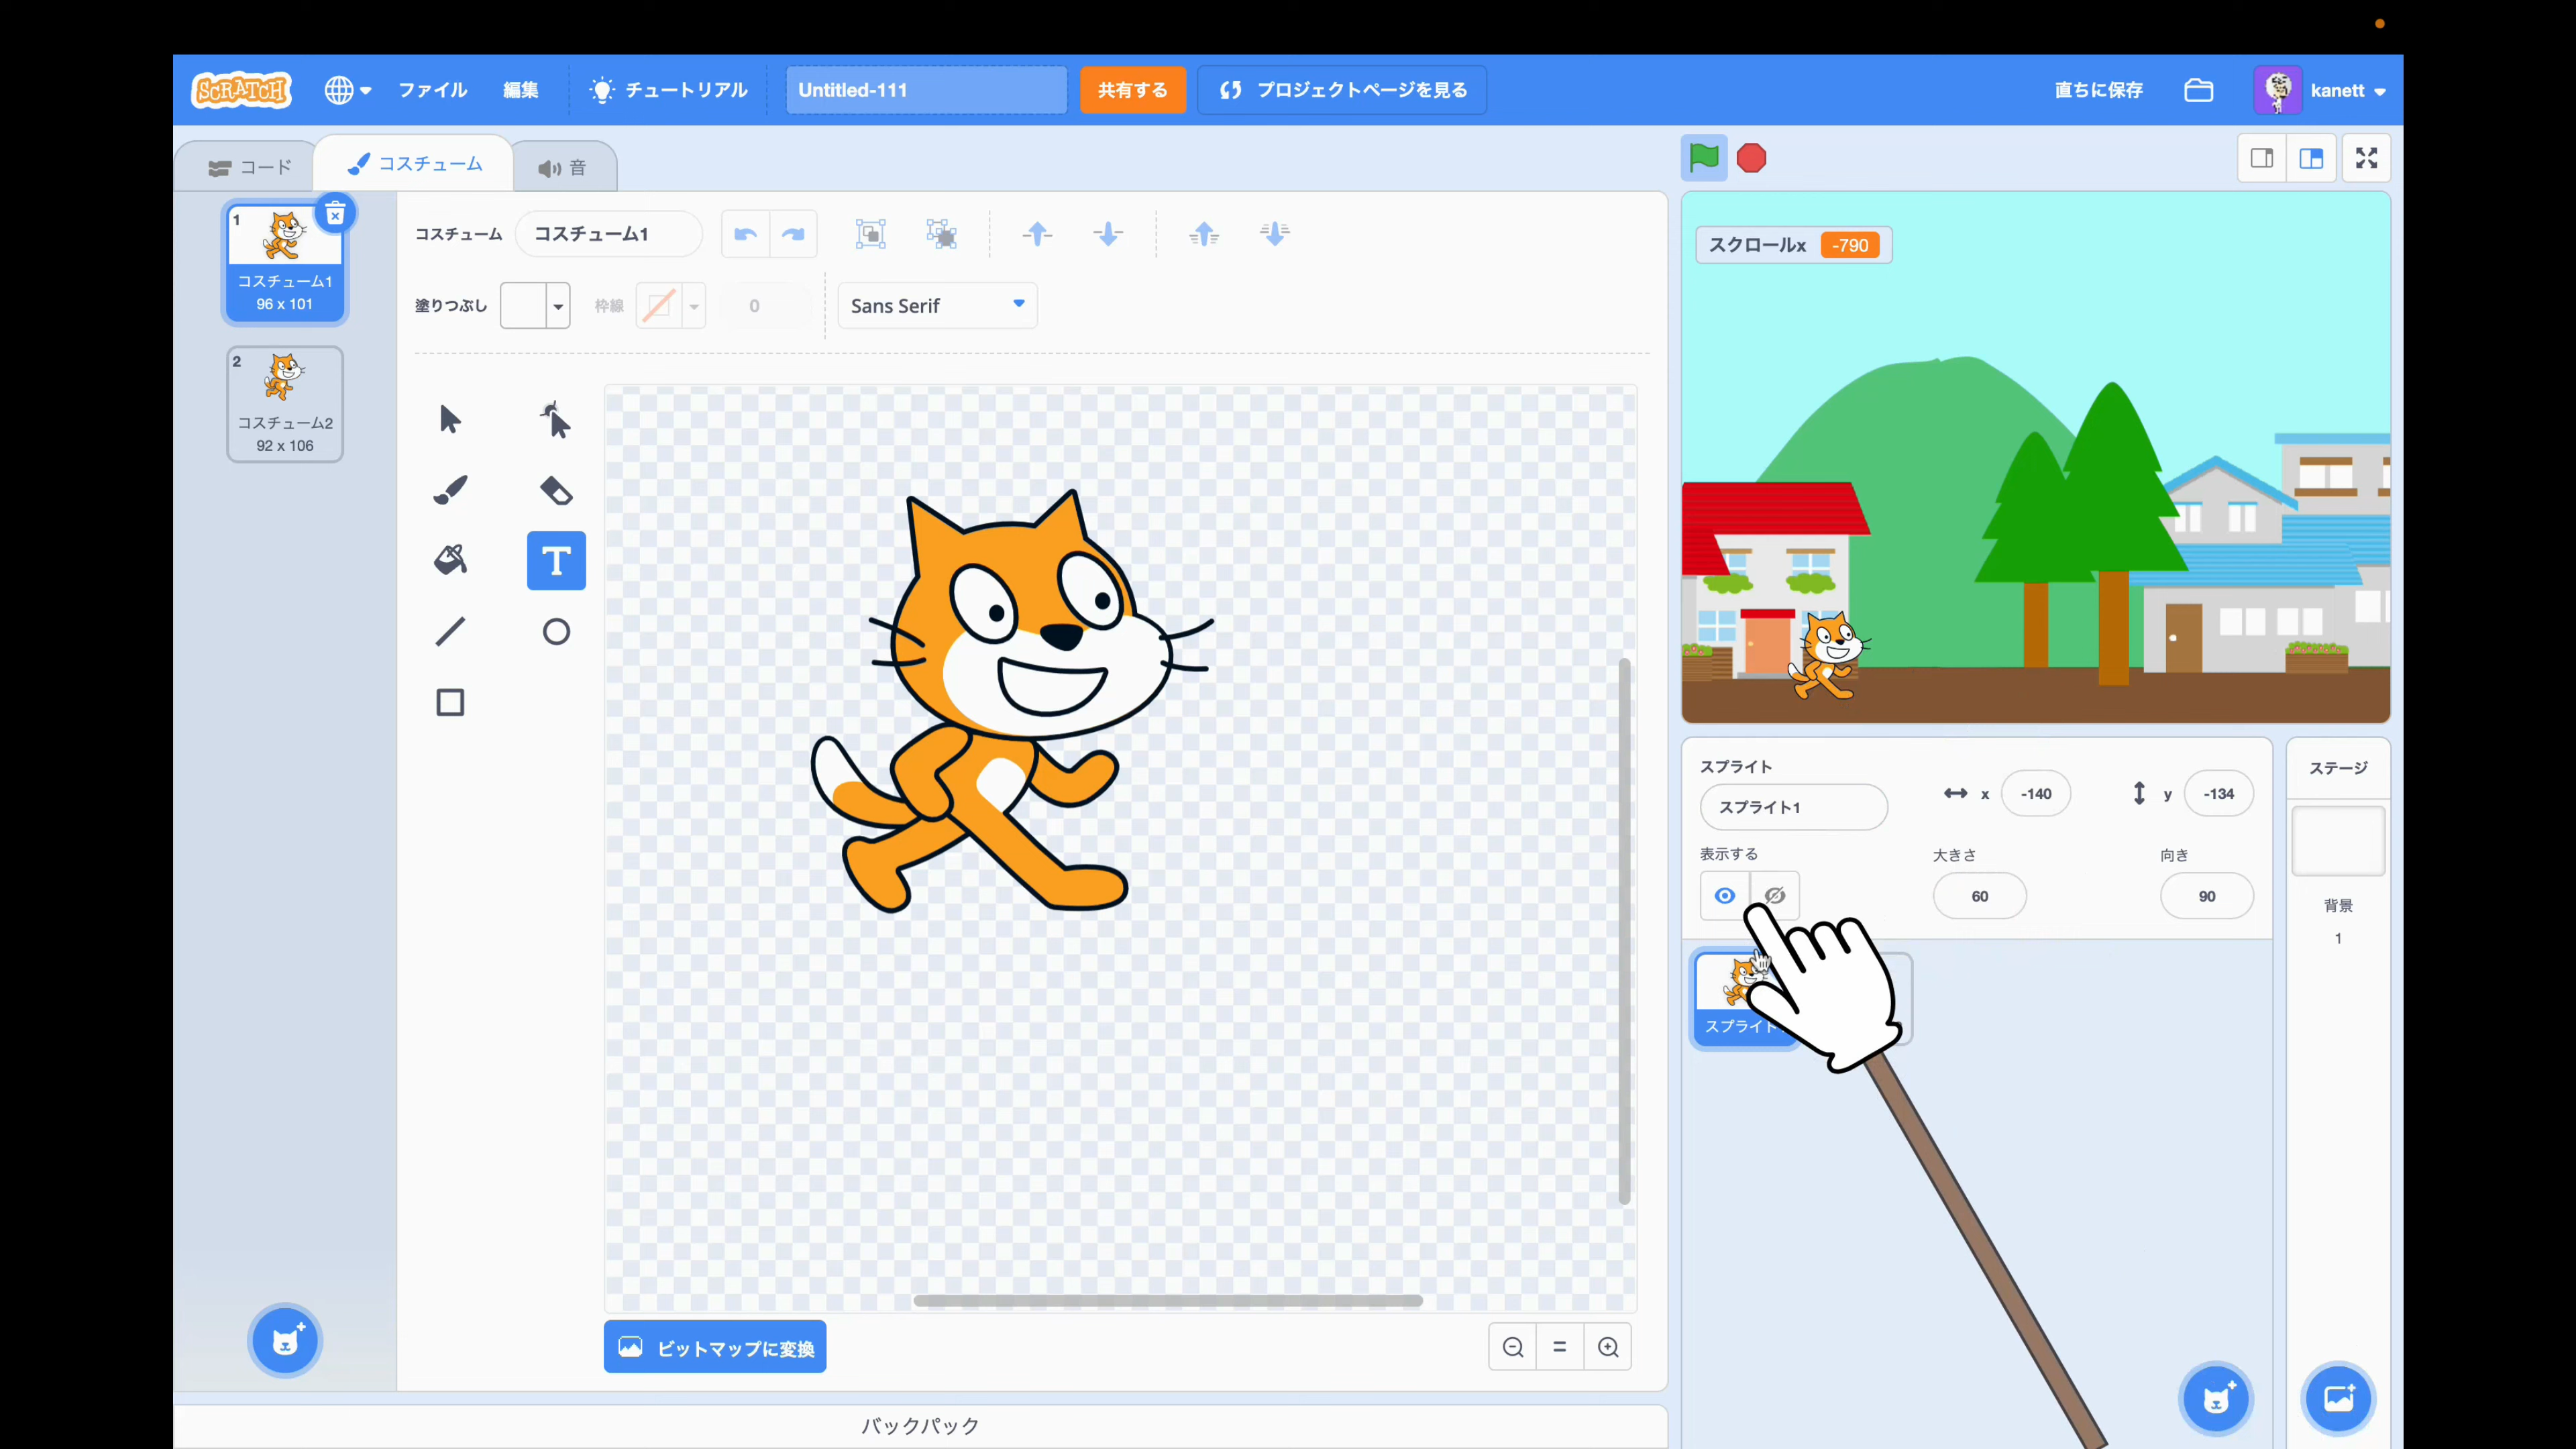 SCRATCH
ファイル
編集
チュートリアル
Untitled-111
共有する
プロジェクトページを見る
直ちに保存
kanett
コード
コスチューム
音
1
コスチューム1
96 x 101
2
コスチューム2
92 x 106
コスチューム
コスチューム1
塗りつぶし
枠線
0
Sans Serif
T
ビットマップに変換
バックパック
スクロールx
-790
スプライト
スプライト1
x
-140
y
-134
表示する
大きさ
60
向き
90
スプライト
ステージ
背景
1